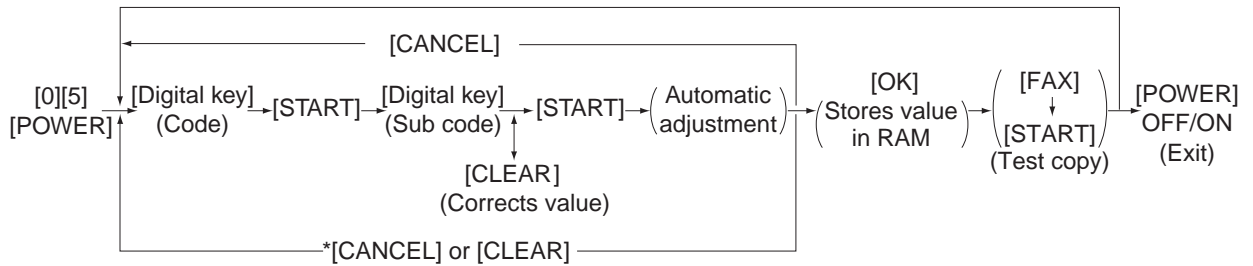 [CANCEL]
[0][5]
[POWER]
[Digital key]
(Code)
[START]
[Digital key]
(Sub code)
[CLEAR]
(Corrects value)
[START]
(Automatic
adjustment)
[OK]
(Stores value
in RAM)
([FAX]
[START])
(Test copy)
[POWER]
OFF/ON
(Exit)
*[CANCEL] or [CLEAR]